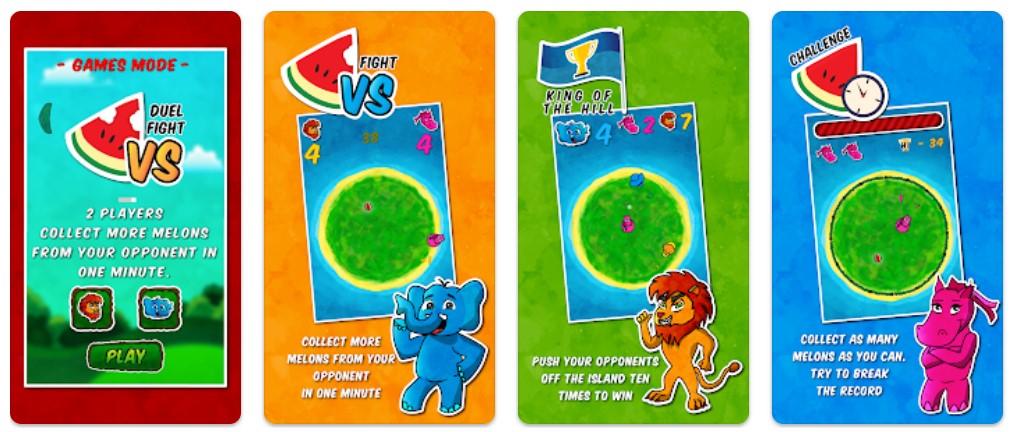 - GAMES MODE -
DUEL
FIGHT
VS
2 PLAYERS
COLLECT MORE MELONS
FROM YOUR OPPONENT IN
ONE MINUTE.
PLAY
FIGHT
VS
4
38
4
COLLECT MORE
MELONS FROM YOUR
OPPONENT
IN ONE MINUTE
KING OF
THE HILL
4 2 7
PUSH YOUR OPPONENTS
OFF THE ISLAND TEN
TIMES TO WIN
CHALLENGE
- 34
COLLECT AS MANY
MELONS AS YOU CAN.
TRY TO BREAK
THE RECORD